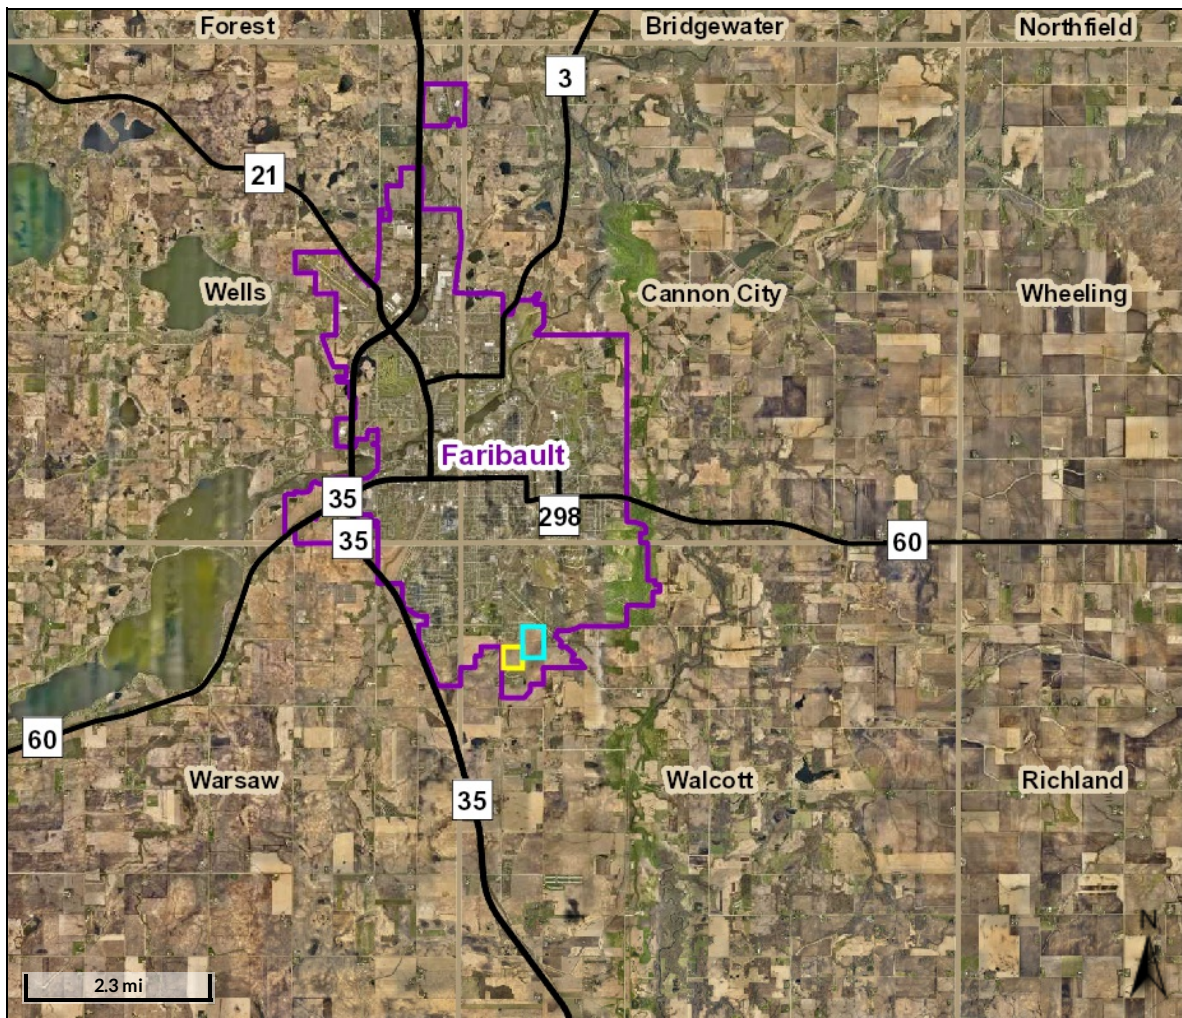 Forest
Bridgewater
Northfield
3
21
Wells
Cannon City
Wheeling
Faribault
35
298
35
60
60
Warsaw
Walcott
Richland
35
N
2.3 mi